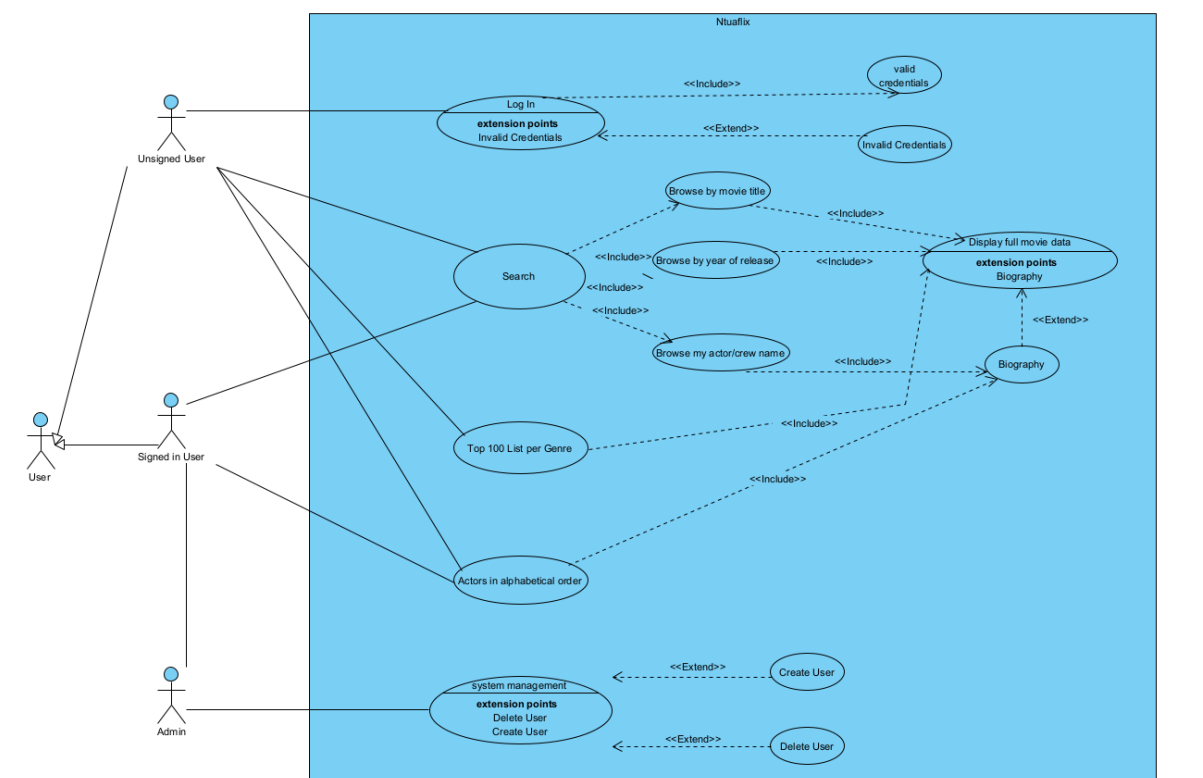 Ntuaflix
valid
credentials
<<Include>>
Log In
extension points
Invalid Credentials
<<Extend>>
Invalid Credentials
Unsigned User
Browse by movie title
<<Include>>
Display full movie data
extension points
Biography
<<Include>>
Browse by year of release
<<Include>>
Search
<<Include>>
<<Include>>
<<Extend>>
Browse my actor/crew name
<<Include>>
Biography
<<Include>>
Top 100 List per Genre
Signed in User
User
<<Include>>
Actors in alphabetical order
<<Extend>>
Create User
system management
extension points
Delete User
Create User
Admin
<<Extend>>
Delete User